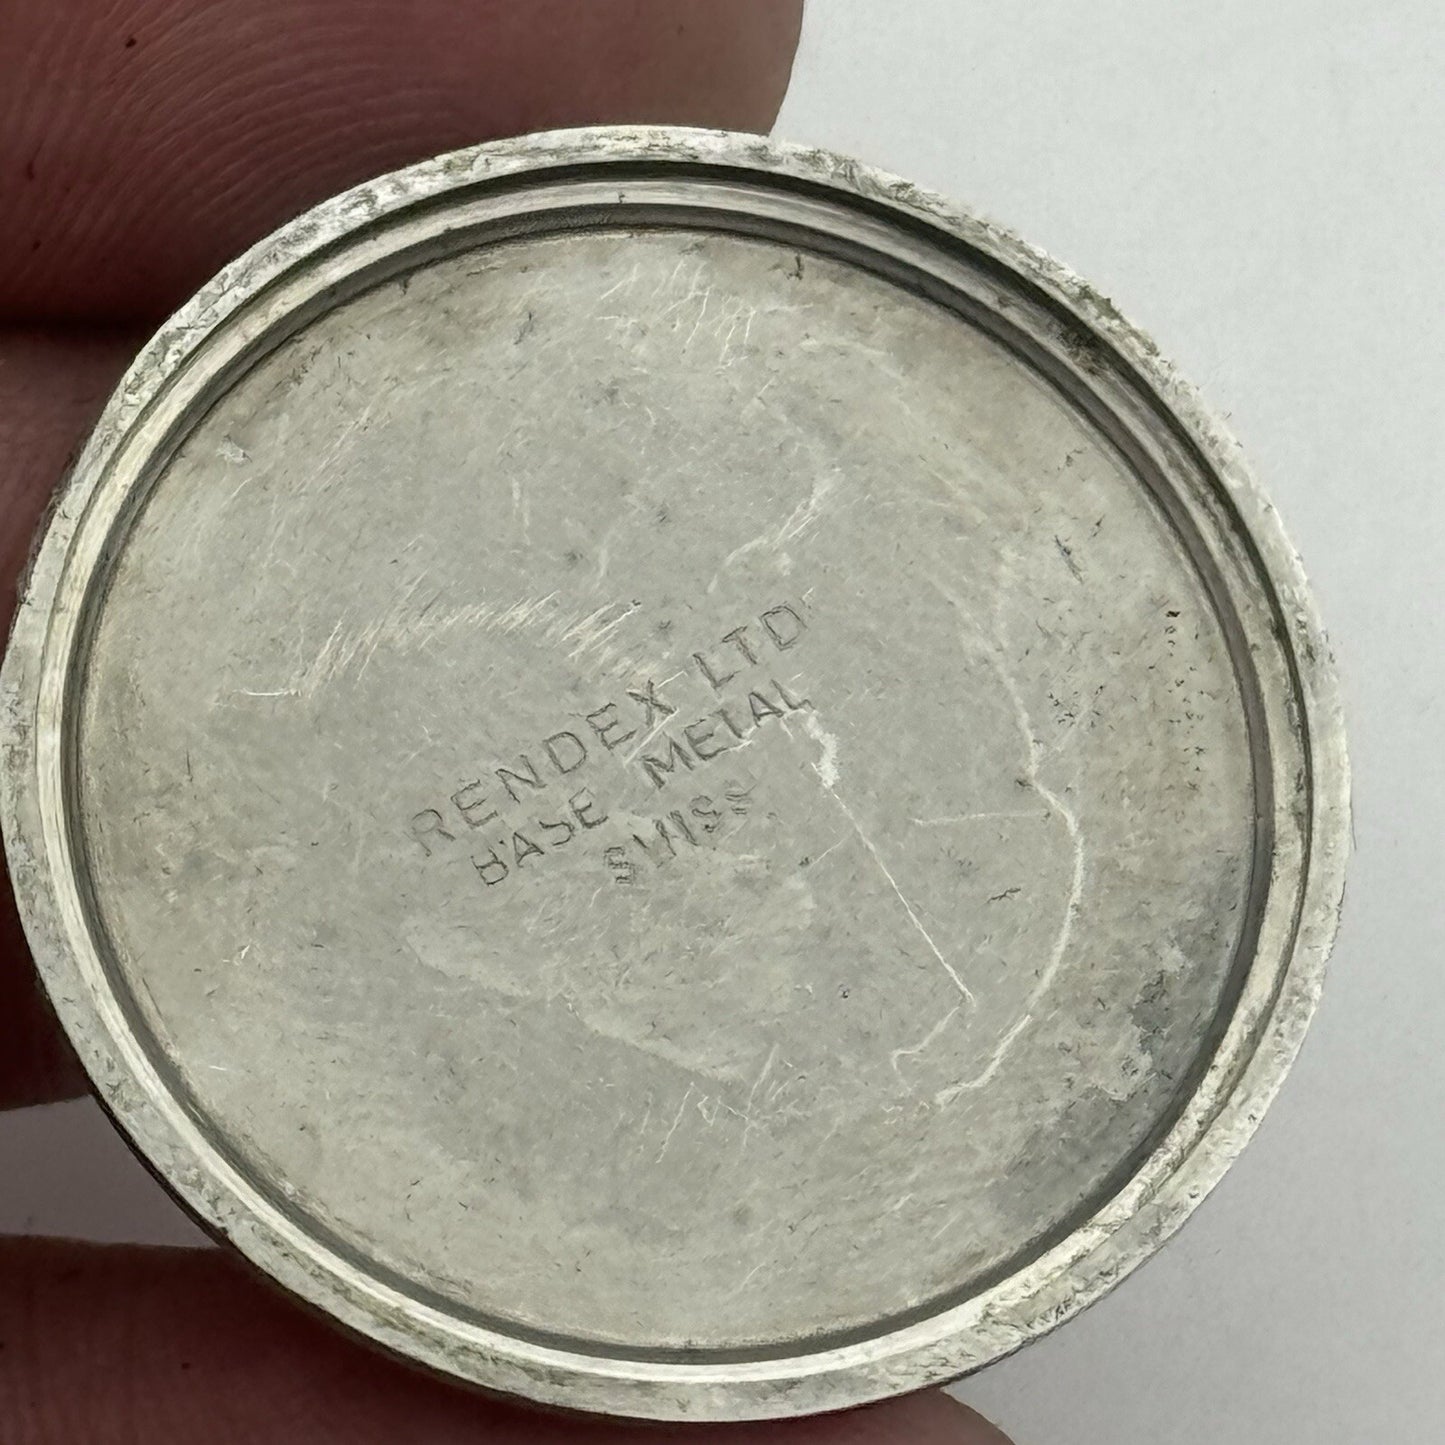 RENDEX LTD
BASE METAL
SWISS